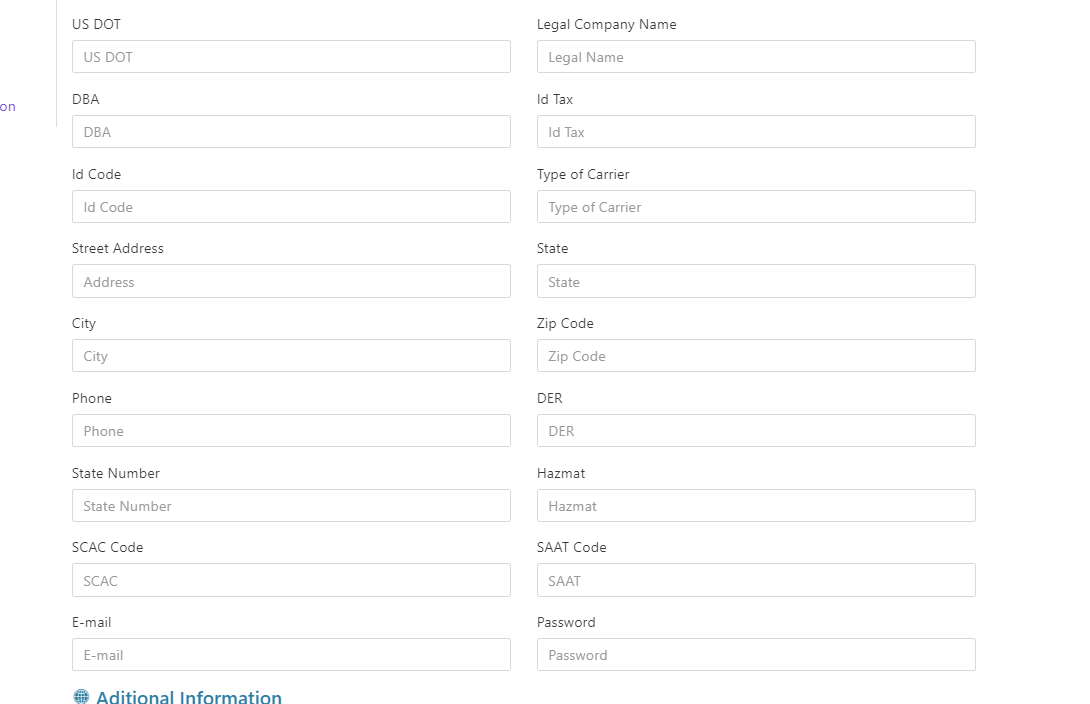 US DOT
Legal Company Name
US DOT
Legal Name
on
DBA
Id Tax
DBA
Id Tax
Id Code
Type of Carrier
Id Code
Type of Carrier
Street Address
State
Address
State
City
Zip Code
City
Zip Code
Phone
DER
Phone
DER
State Number
Hazmat
State Number
Hazmat
SCAC Code
SAAT Code
SCAC
SAAT
E-mail
Password
E-mail
Password
Aditional Information